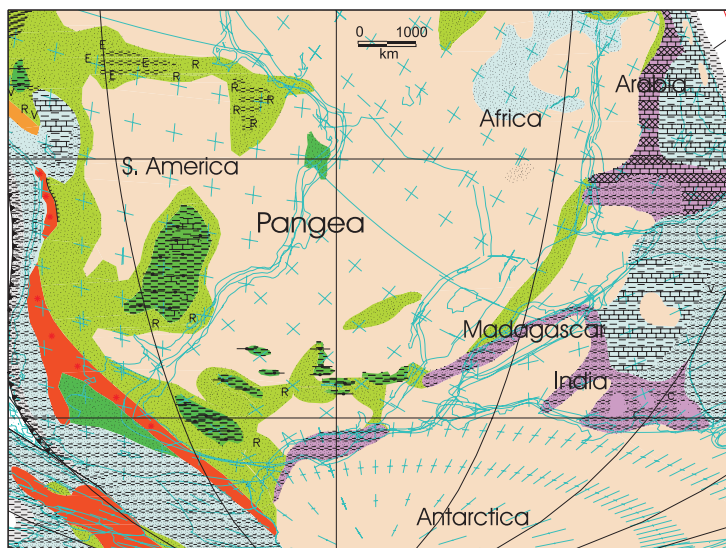 0 1000
km
E
E E R
R
R
R
R
V
R
V
Arabia
Africa
S. America
Pangea
V
Madagascar
India
R R
R
R
C
Antarctica